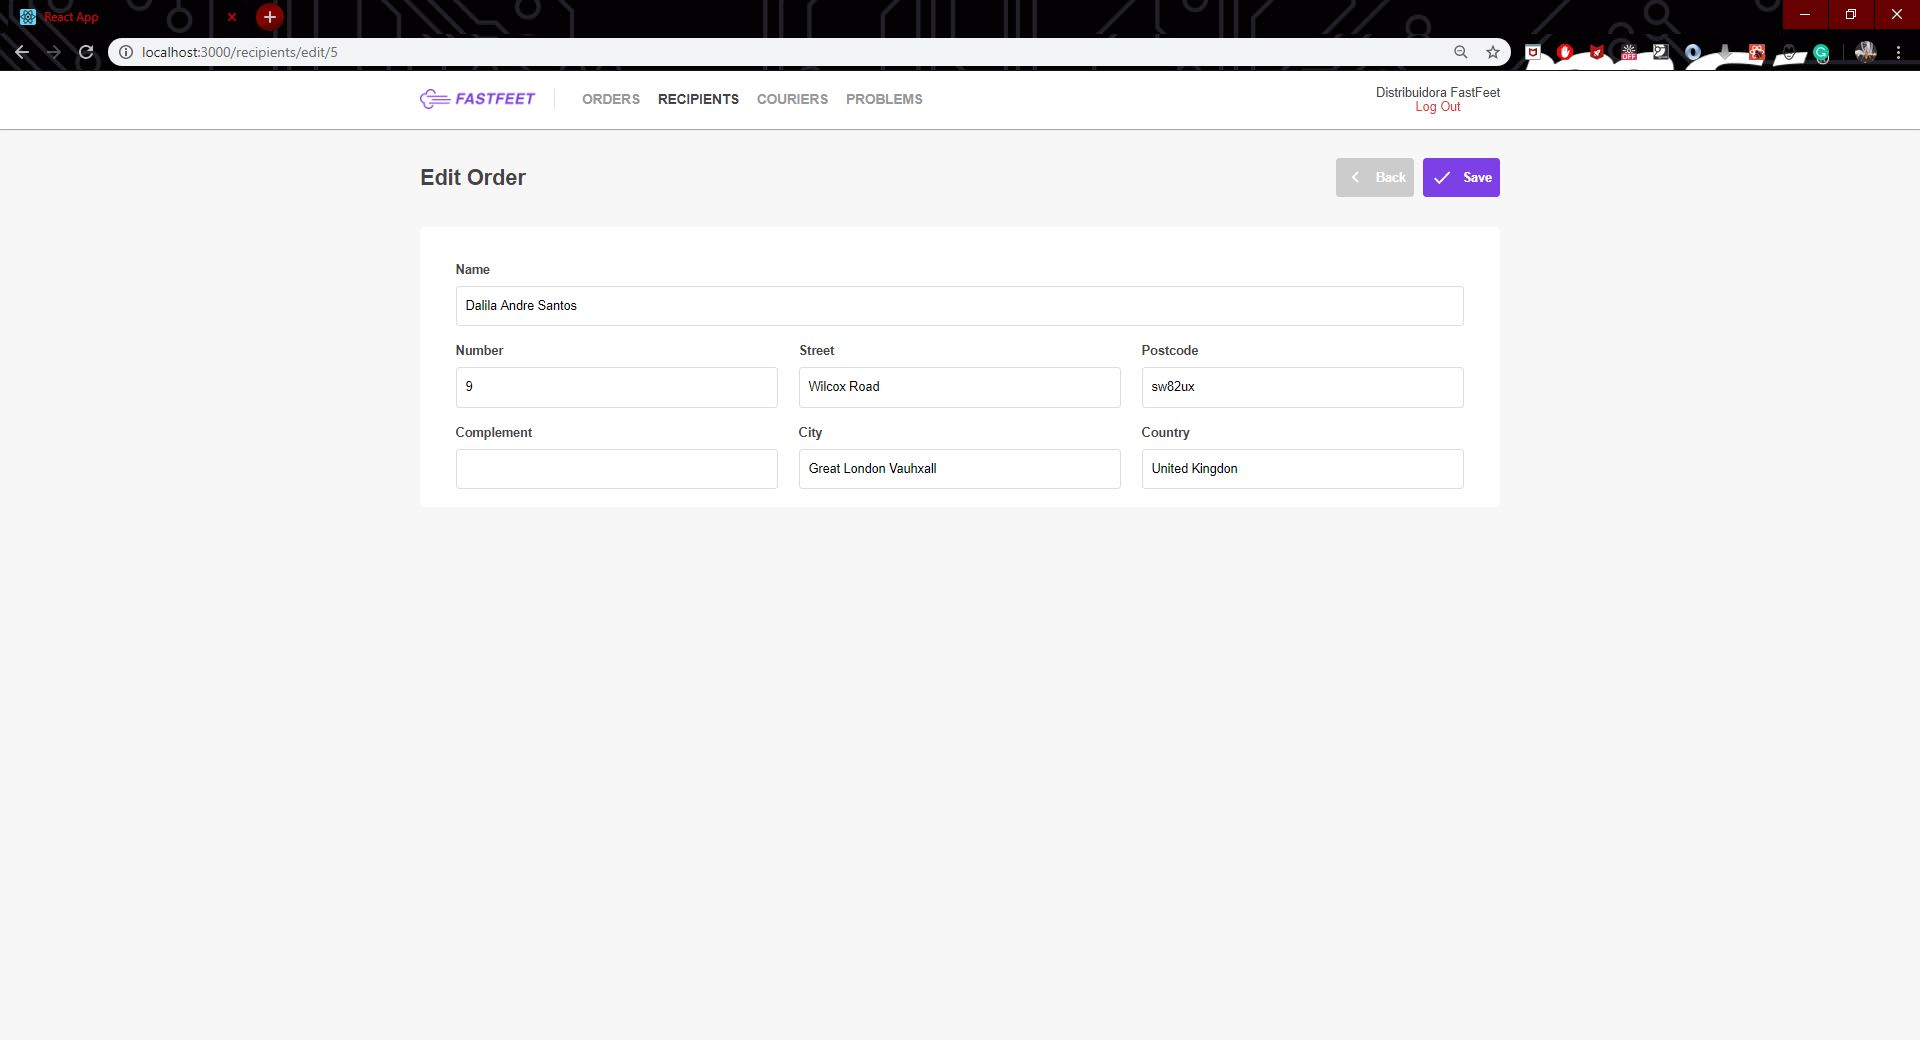 React App
localhost:3000/recipients/edit/5
OFF
FASTFEET
ORDERS RECIPIENTS COURIERS PROBLEMS
Distribuidora FastFeet
Log Out
Edit Order
Back Save
Name
Dalila Andre Santos
Number Street Postcode
9 Wilcox Road sw82ux
Complement City Country
Great London Vauhxall United Kingdon